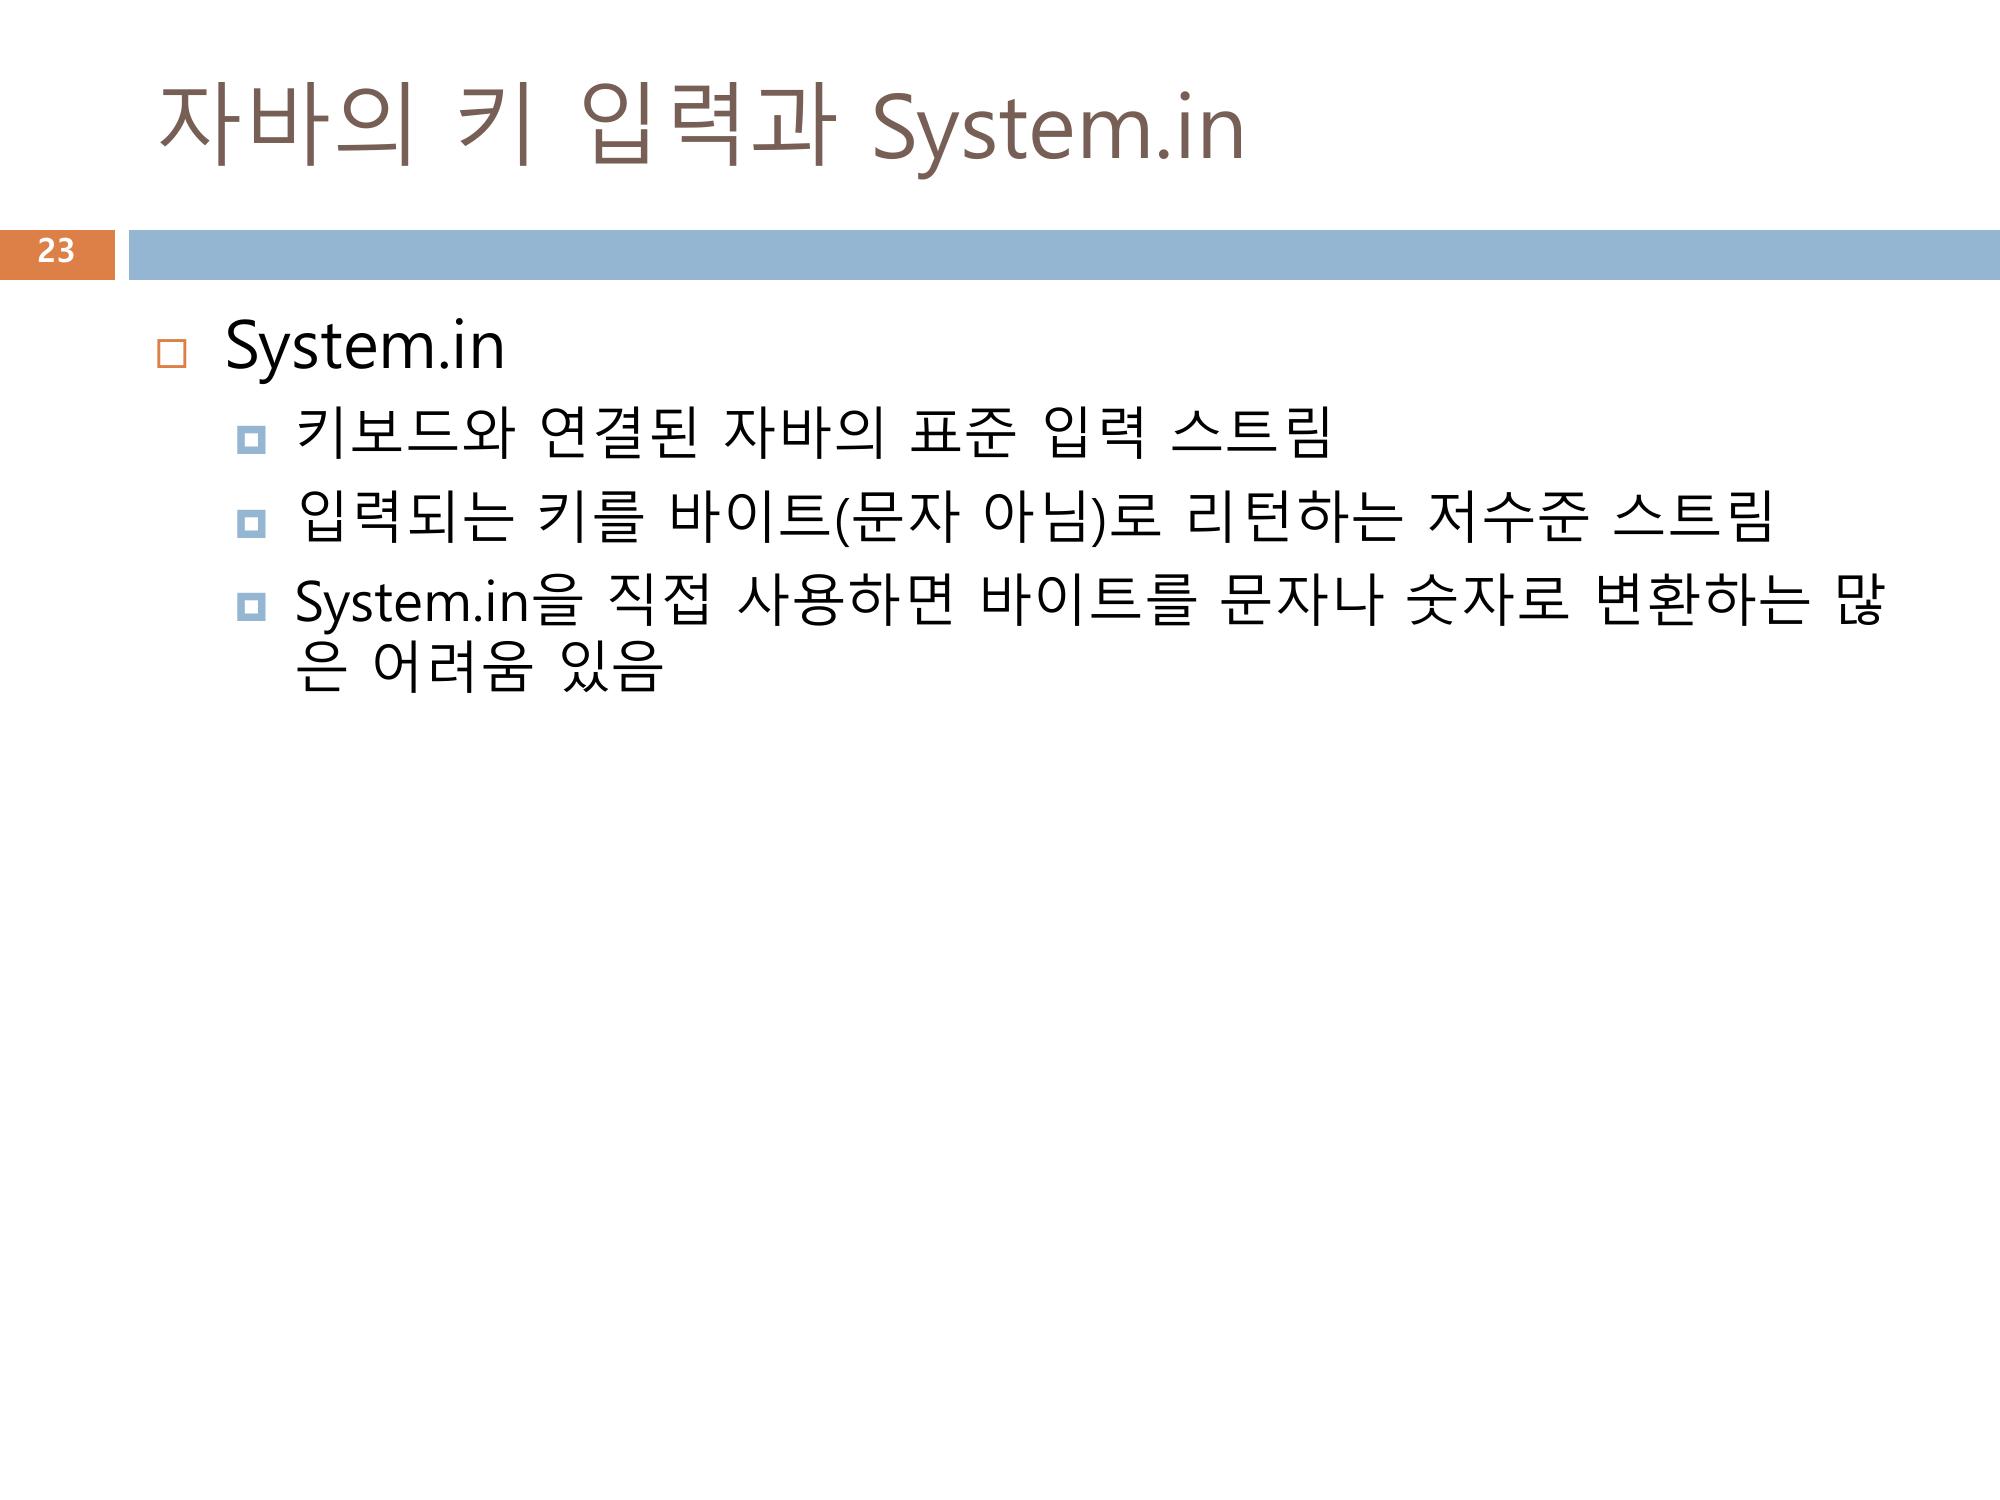 자바의 키 입력과 System.in
23
System.in
키보드와 연결된 자바의 표준 입력 스트림
입력되는 키를 바이트(문자 아님)로 리턴하는 저수준 스트림
System.in을 직접 사용하면 바이트를 문자나 숫자로 변환하는 많
은 어려움 있음